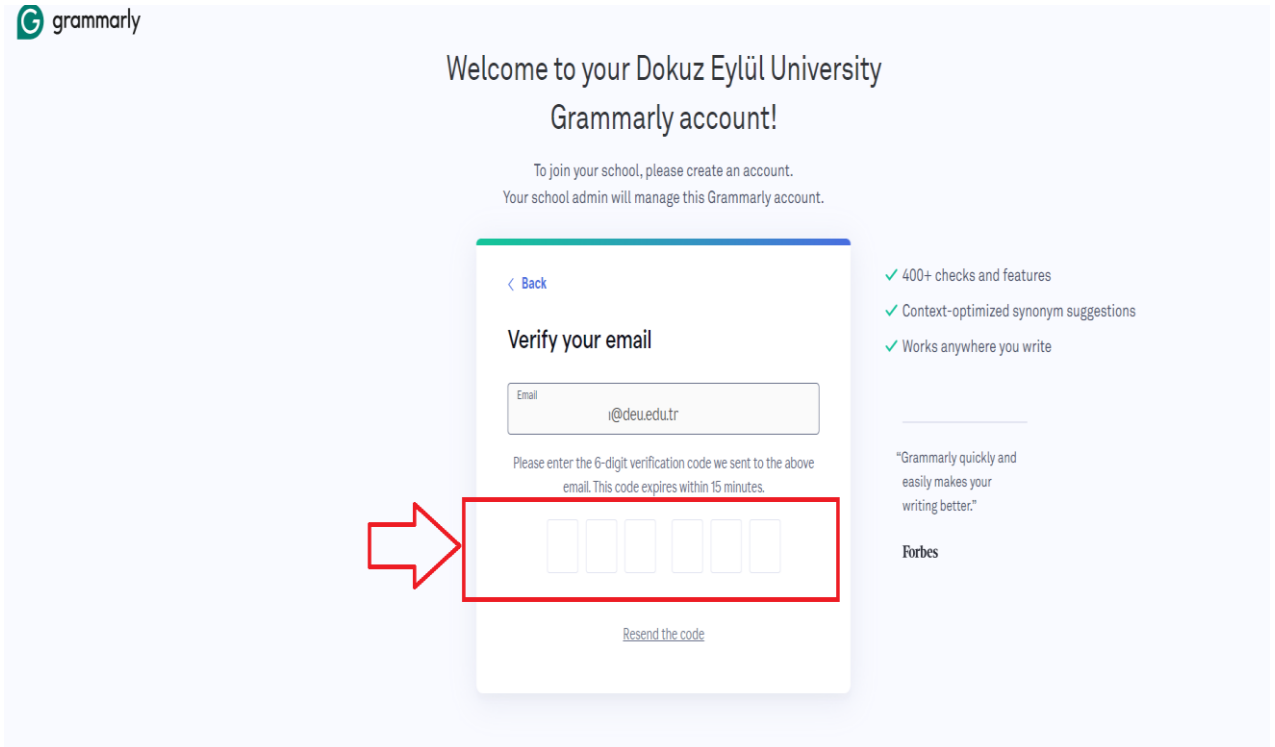 grammarly
Welcome to your Dokuz Eylül University
Grammarly account!
To join your school, please create an account.
Your school admin will manage this Grammarly account.
Back
Verify your email
Email
@deu.edu.tr
Please enter the 6-digit verification code we sent to the above
email. This code expires within 15 minutes.
Resend the code
400+ checks and features
Context-optimized synonym suggestions
Works anywhere you write
“Grammarly quickly and
easily makes your
writing better.”
Forbes